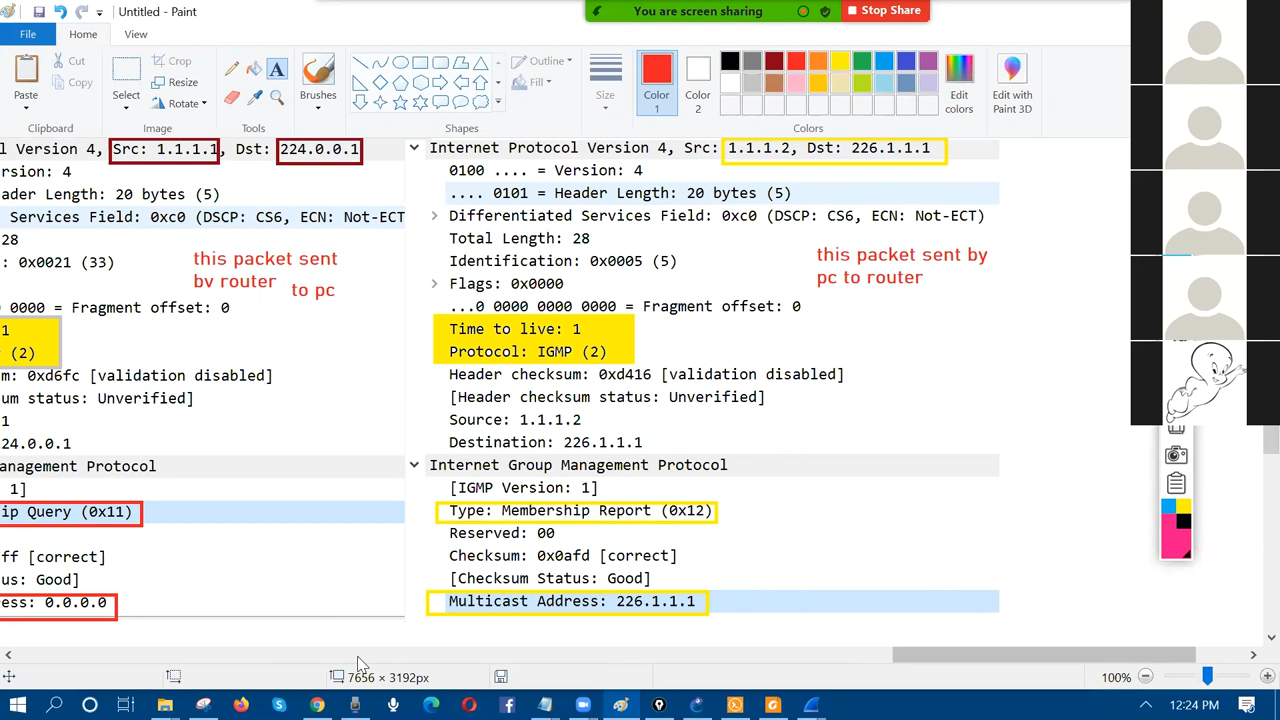 Untitled - Paint
You are screen sharing
Stop Share
File
Home
View
Paste
Cut
Copy
Clipboard
Select
Crop
Resize
Rotate
Image
Tools
Brushes
Outline
Fill
Shapes
Size
Color
1
Color
2
Edit
colors
Edit with
Paint 3D
Colors
l Version 4, Src: 1.1.1.1, Dst: 224.0.0.1
rsion: 4
Header Length: 20 bytes (5)
Services Field: 0xc0 (DSCP: CS6, ECN: Not-ECT
28
: 0x0021 (33)
this packet sent
bv router
to pc
0 0000 = Fragment offset: 0
1
(2)
m: 0xd6fc [validation disabled]
sum status: Unverified]
1
24.0.0.1
anagement Protocol
1]
ip Query (0x11)
ff [correct]
us: Good]
ess: 0.0.0.0
Internet Protocol Version 4, Src: 1.1.1.2, Dst: 226.1.1.1
0100 .... = Version: 4
.... 0101 = Header Length: 20 bytes (5)
Differentiated Services Field: 0xc0 (DSCP: CS6, ECN: Not-ECT)
Total Length: 28
Identification: 0x0005 (5)
this packet sent by
pc to router
Flags: 0x0000
...0 0000 0000 0000 = Fragment offset: 0
Time to live: 1
Protocol: IGMP (2)
Header checksum: 0xd416 [validation disabled]
[Header checksum status: Unverified]
Source: 1.1.1.2
Destination: 226.1.1.1
Internet Group Management Protocol
[IGMP Version: 1]
Type: Membership Report (0x12)
Reserved: 00
Checksum: 0x0afd [correct]
[Checksum Status: Good]
Multicast Address: 226.1.1.1
7656 × 3192px
100%
12:24 PM